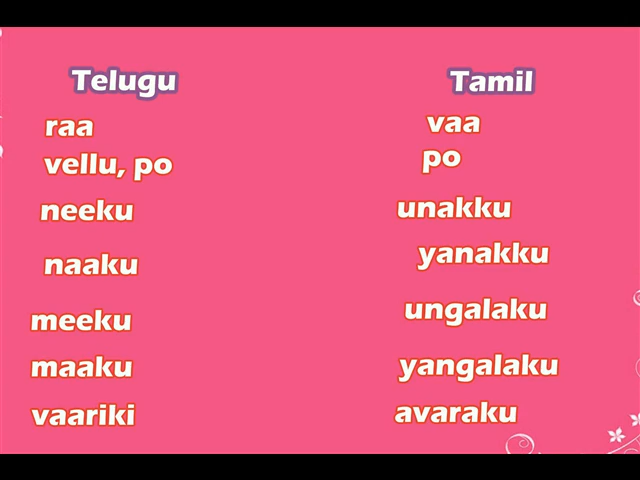 Telugu Tamil
raa vaa
vellu, po po
neeku unakku
naaku yanakku
meeku ungalaku
maaku yangalaku
vaariki avaraku